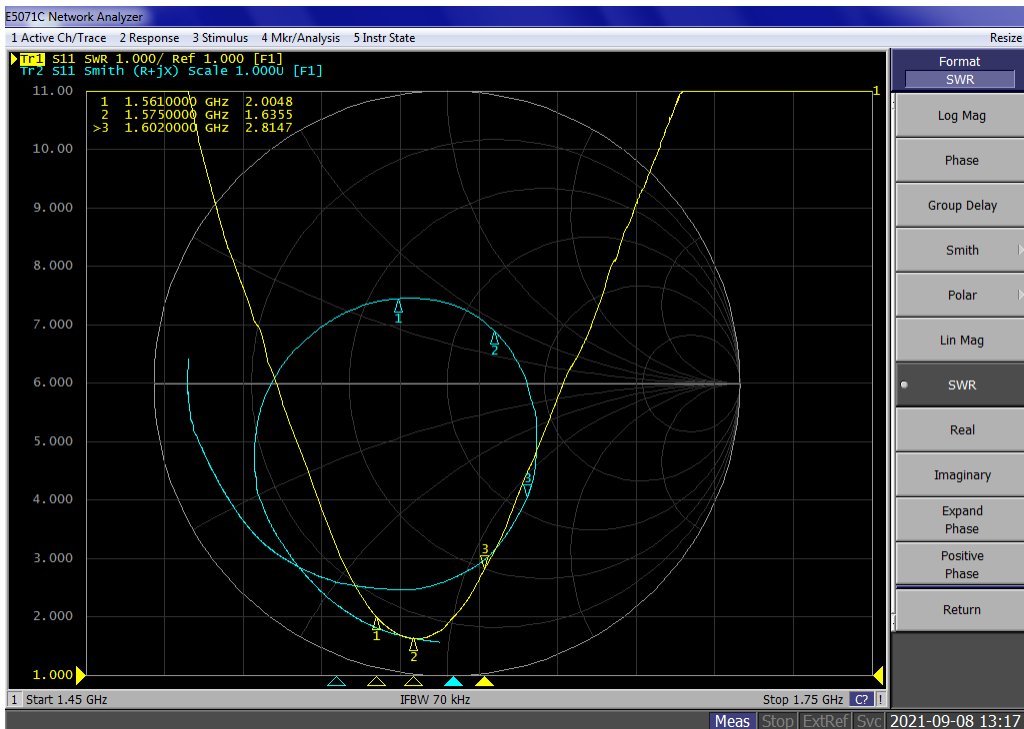 E5071C Network Analyzer
1 Active Ch/Trace 2 Response 3 Stimulus 4 Mkr/Analysis 5 Instr State
Resize
Tr1 S11 SWR 1.000/ Ref 1.000 [F1]
Tr2 S11 Smith (R+jX) Scale 1.000U [F1]
11.00
10.00
9.000
8.000
7.000
6.000
5.000
4.000
3.000
2.000
1.000
1 1.5610000 GHz 2.0048
2 1.5750000 GHz 1.6355
>3 1.6020000 GHz 2.8147
1
1
2
3
3
1
2
1 Start 1.45 GHz
IFBW 70 kHz
Stop 1.75 GHz C? !
Format
SWR
Log Mag
Phase
Group Delay
Smith
Polar
Lin Mag
SWR
Real
Imaginary
Expand
Phase
Positive
Phase
Return
Meas Stop ExtRef Svc 2021-09-08 13:17